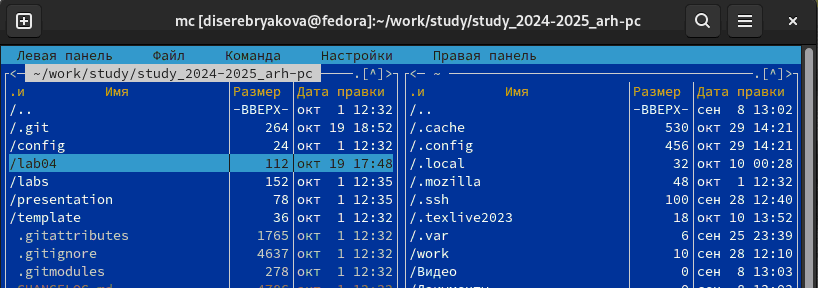 mc [diserebryakova@fedora]:~/work/study/study_2024-2025_arh-pc
Левая панель Файл Команда Настройки Правая панель
<─ ~/work/study/study_2024-2025_arh-pc .[^]> <─ ~ .[^]>
.и Имя Размер Дата правки .и Имя Размер Дата правки
/.. -ВВЕРХ- окт 1 12:32 /.. -ВВЕРХ- сен 8 13:02
/.git 264 окт 19 18:52 /.cache 530 окт 29 14:21
/config 24 окт 1 12:32 /.config 456 окт 29 14:21
/lab04 112 окт 19 17:48 /.local 32 окт 10 00:28
/labs 152 окт 1 12:35 /.mozilla 48 окт 1 12:32
/presentation 78 окт 1 12:35 /.ssh 100 сен 28 12:40
/template 36 окт 1 12:32 /.texlive2023 18 окт 10 13:52
.gitattributes 1765 окт 1 12:32 /.var 6 сен 25 23:39
.gitignore 4637 окт 1 12:32 /work 10 сен 28 12:10
.gitmodules 278 окт 1 12:32 /Видео 0 сен 8 13:03